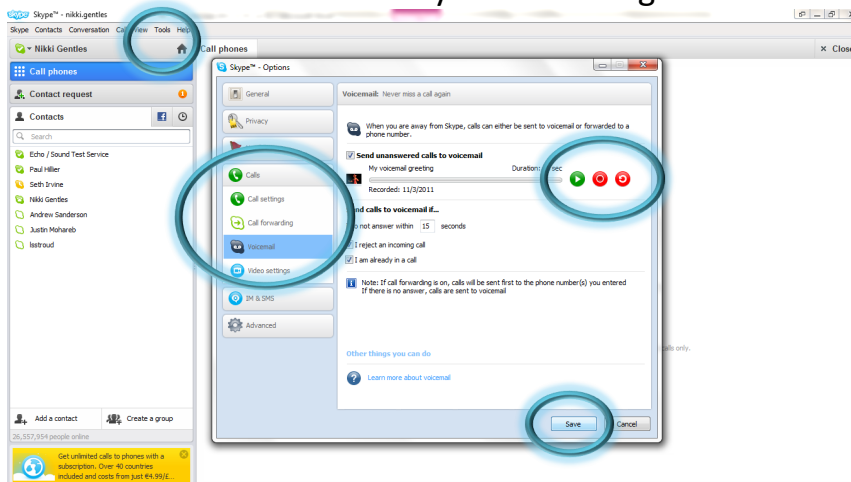 Skype™ - nikki.gentles
Skype Contacts Conversation Call View Tools Help
Nikki Gentles
Call phones
Close
Call phones
Contact request
Contacts
Search
Echo / Sound Test Service
Paul Hillier
Seth Irvine
Nikki Gentles
Andrew Sanderson
Justin Mohareb
lsstroud
Add a contact
Create a group
26,557,954 people online
Get unlimited calls to phones with a
subscription. Over 40 countries
included and costs from just €4.99/£...
Skype™ - Options
General
Privacy
Calls
Call settings
Call forwarding
Voicemail
Video settings
IM & SMS
Advanced
Voicemail: Never miss a call again
When you are away from Skype, calls can either be sent to voicemail or forwarded to a
phone number.
Send unanswered calls to voicemail
My voicemail greeting
Duration: sec
Recorded: 11/3/2011
calls to voicemail if...
not answer within 15 seconds
I reject an incoming call
I am already in a call
Note: If call forwarding is on, calls will be sent first to the phone number(s) you entered
If there is no answer, calls are sent to voicemail
Other things you can do
Learn more about voicemail
Save
Cancel
calls only.